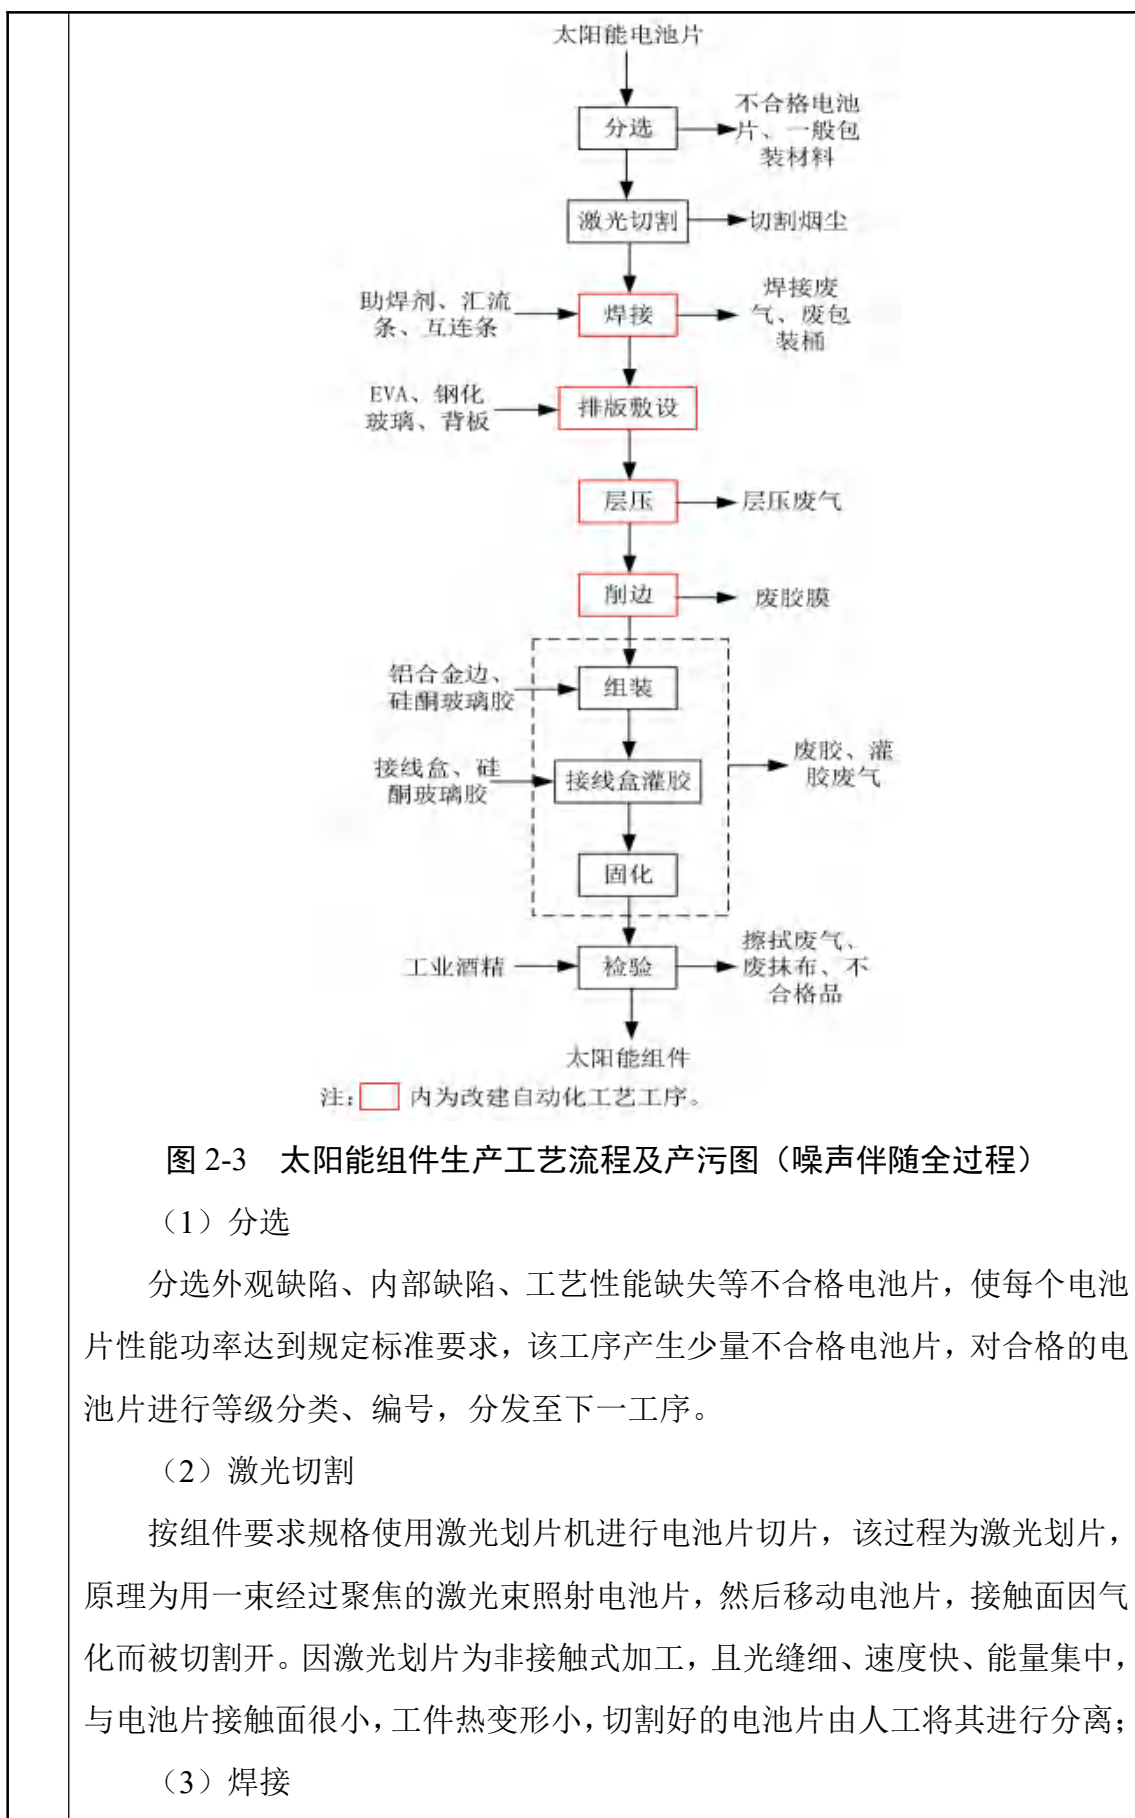 太阳能电池片
分选
不合格电池
片、一般包
装材料
激光切割
切割烟尘
助焊剂、汇流
条、互连条
焊接
焊接废
气、废包
装桶
EVA、钢化
玻璃、背板
排版敷设
层压
层压废气
削边
废胶膜
铝合金边、
硅酮玻璃胶
组装
接线盒、硅
酮玻璃胶
接线盒灌胶
废胶、灌
胶废气
固化
工业酒精
检验
擦拭废气、
废抹布、不
合格品
太阳能组件
注: 内为改建自动化工艺工序。
图 2-3 太阳能组件生产工艺流程及产污图（噪声伴随全过程）
（1）分选
分选外观缺陷、内部缺陷、工艺性能缺失等不合格电池片，使每个电池
片性能功率达到规定标准要求，该工序产生少量不合格电池片，对合格的电
池片进行等级分类、编号，分发至下一工序。
（2）激光切割
按组件要求规格使用激光划片机进行电池片切片，该过程为激光划片，
原理为用一束经过聚焦的激光束照射电池片，然后移动电池片，接触面因气
化而被切割开。因激光划片为非接触式加工，且光缝细、速度快、能量集中，
与电池片接触面很小，工件热变形小，切割好的电池片由人工将其进行分离；
（3）焊接